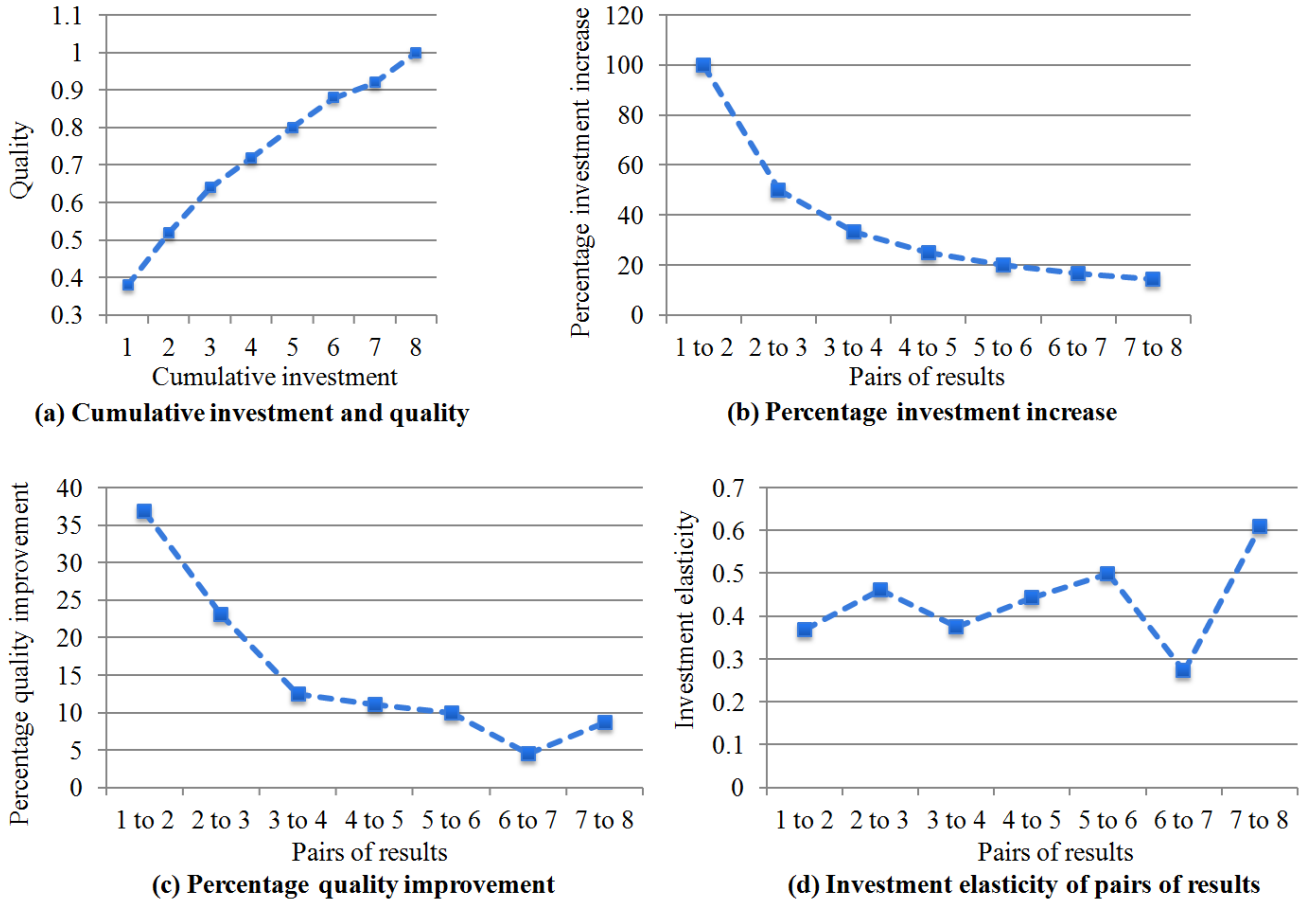 1.1
1
0.9
0.8
0.7
0.6
0.5
0.4
0.3
Quality
1 2 3 4 5 6 7 8
Cumulative investment
(a) Cumulative investment and quality
120
100
80
60
40
20
0
Percentage investment increase
1 to 2 2 to 3 3 to 4 4 to 5 5 to 6 6 to 7 7 to 8
Pairs of results
(b) Percentage investment increase
40
35
30
25
20
15
10
5
0
Percentage quality improvement
1 to 2 2 to 3 3 to 4 4 to 5 5 to 6 6 to 7 7 to 8
Pairs of results
(c) Percentage quality improvement
0.7
0.6
0.5
0.4
0.3
0.2
0.1
0
Investment elasticity
1 to 2 2 to 3 3 to 4 4 to 5 5 to 6 6 to 7 7 to 8
Pairs of results
(d) Investment elasticity of pairs of results